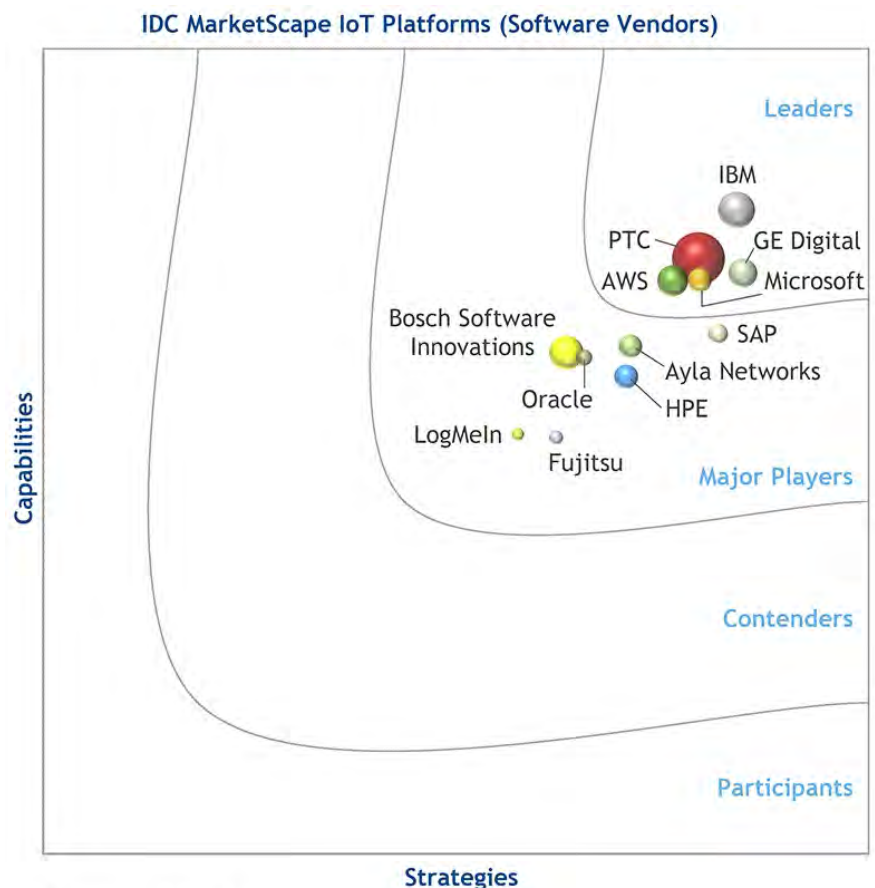 IDC MarketScape IoT Platforms (Software Vendors)
Leaders
IBM
PTC
GE Digital
AWS
Microsoft
Bosch Software
Innovations
SAP
Ayla Networks
Oracle
HPE
LogMeIn
Fujitsu
Major Players
Capabilities
Contenders
Participants
Strategies